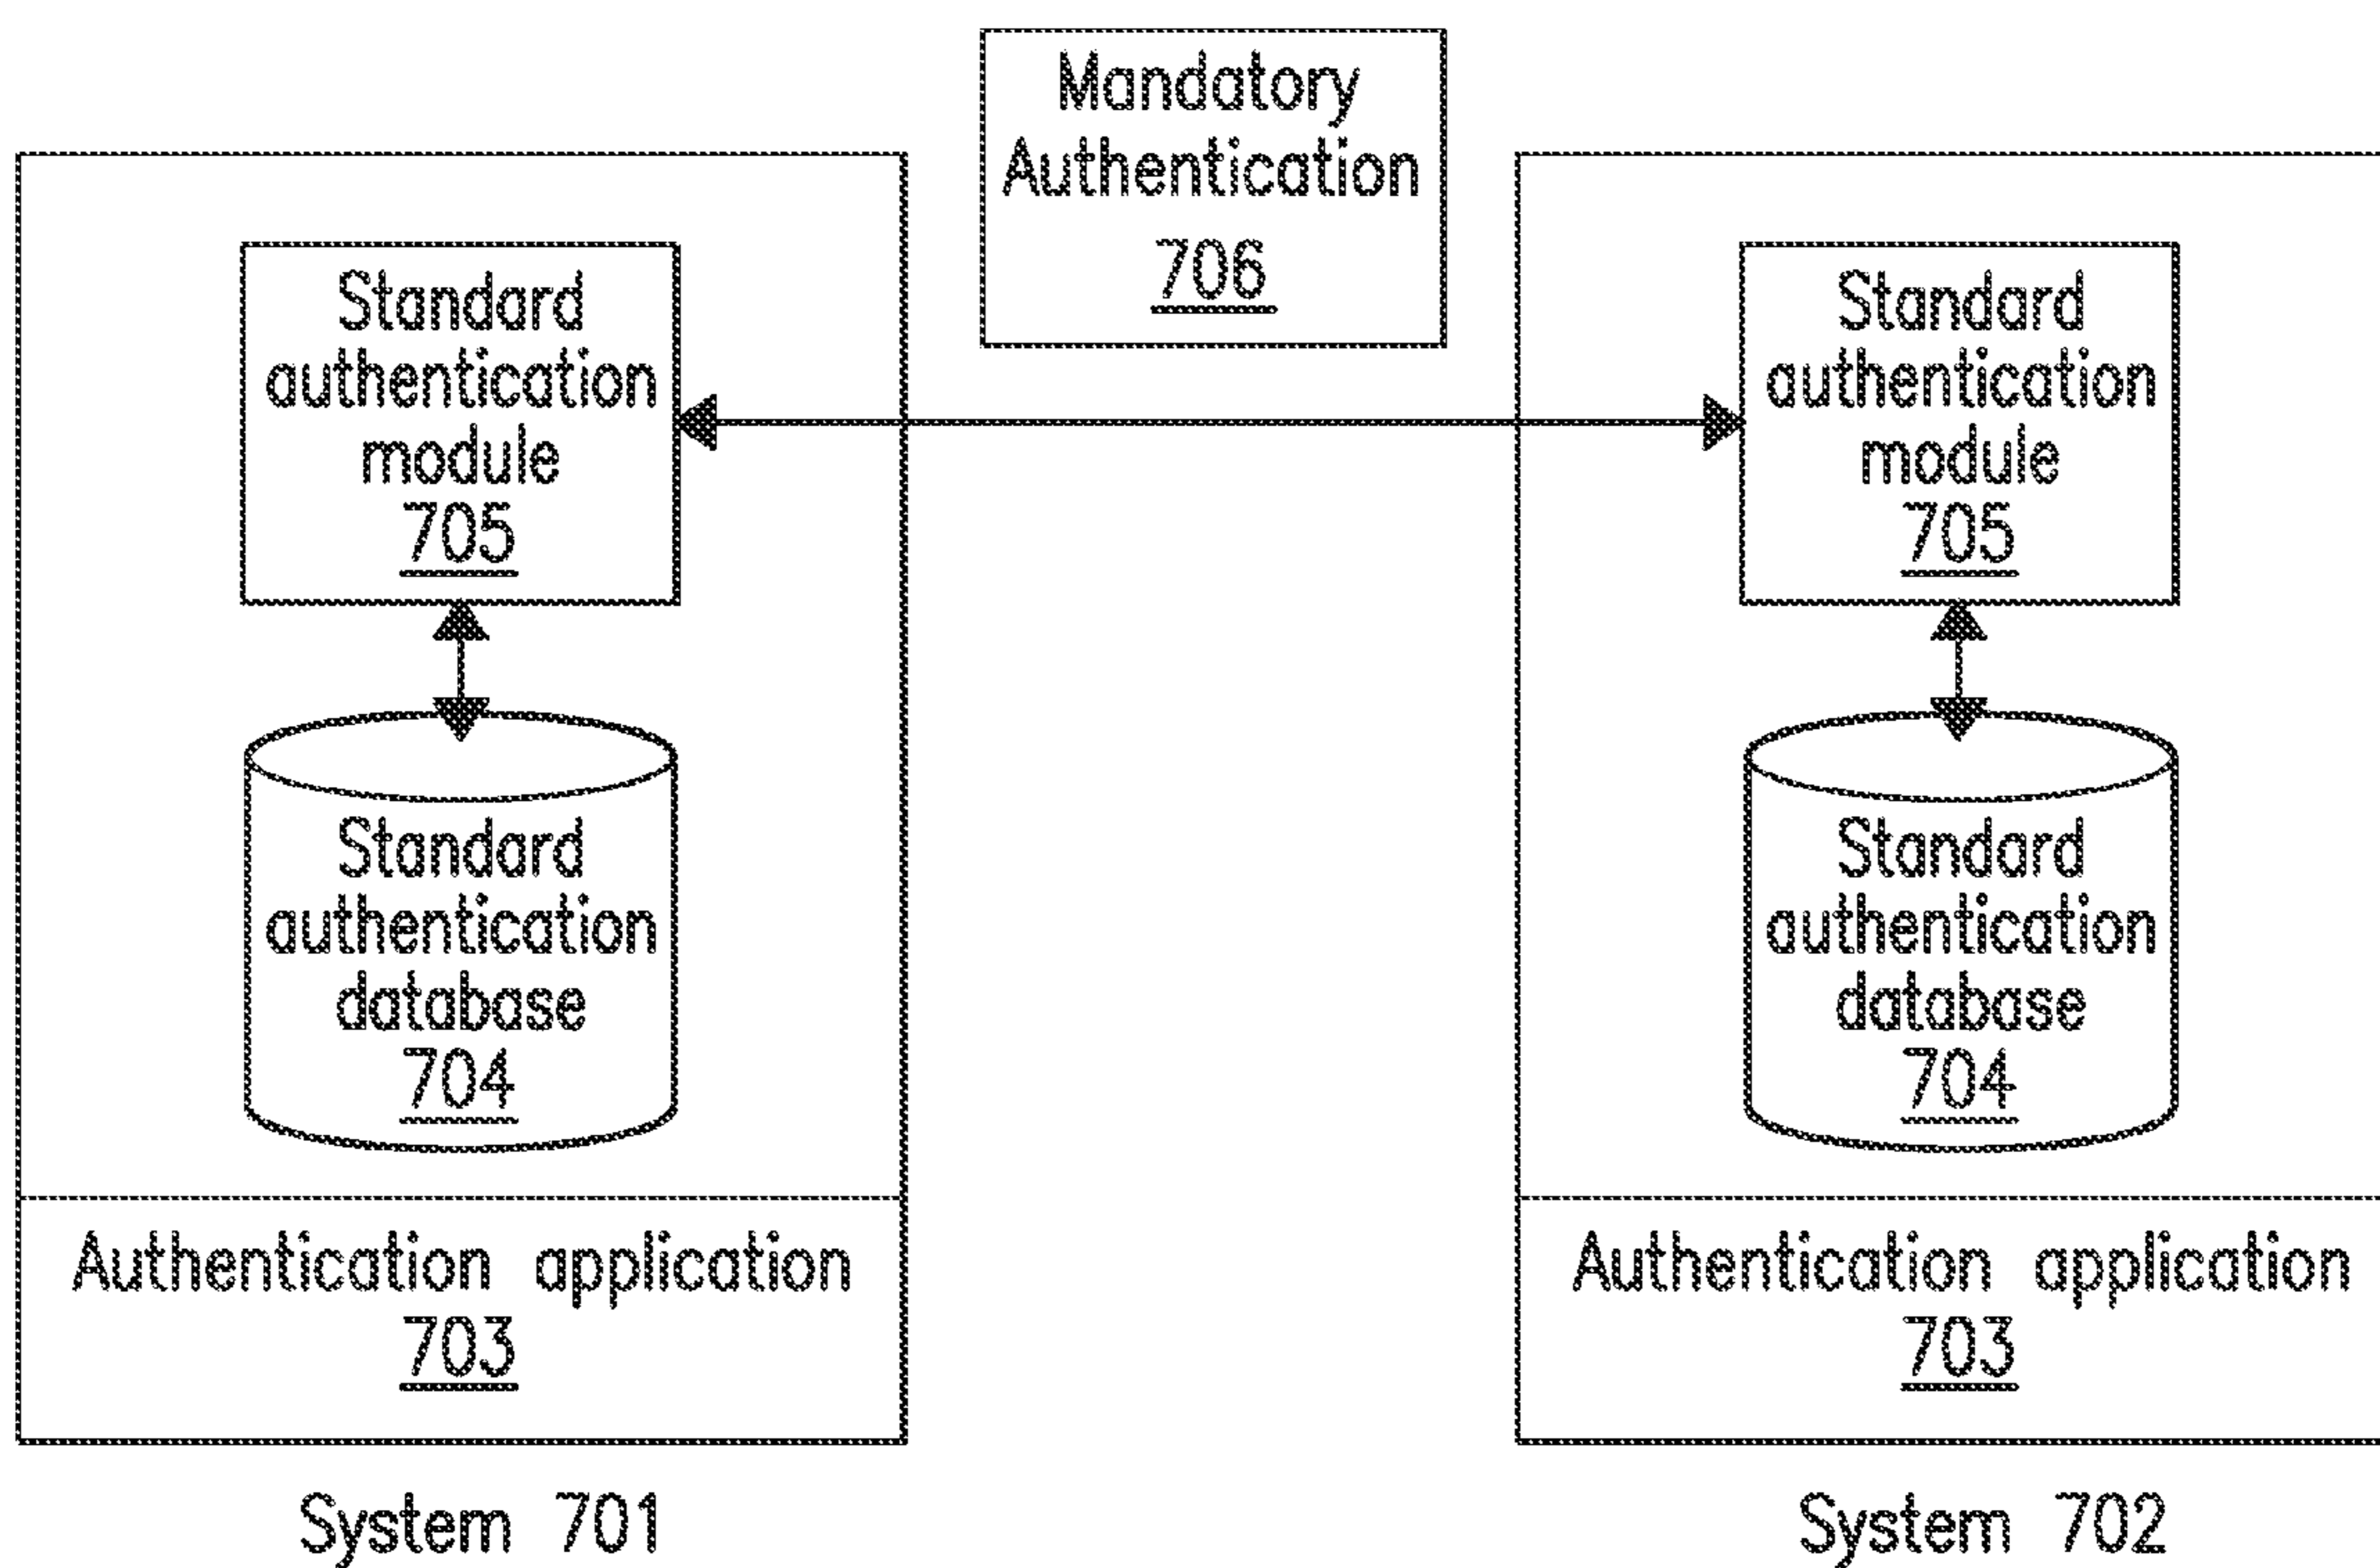 Mandatory
Authentication
706
Standard
authentication
module
705
Standard
authentication
database
704
Authentication application
703
System 701
Standard
authentication
module
705
Standard
authentication
database
704
Authentication application
703
System 702